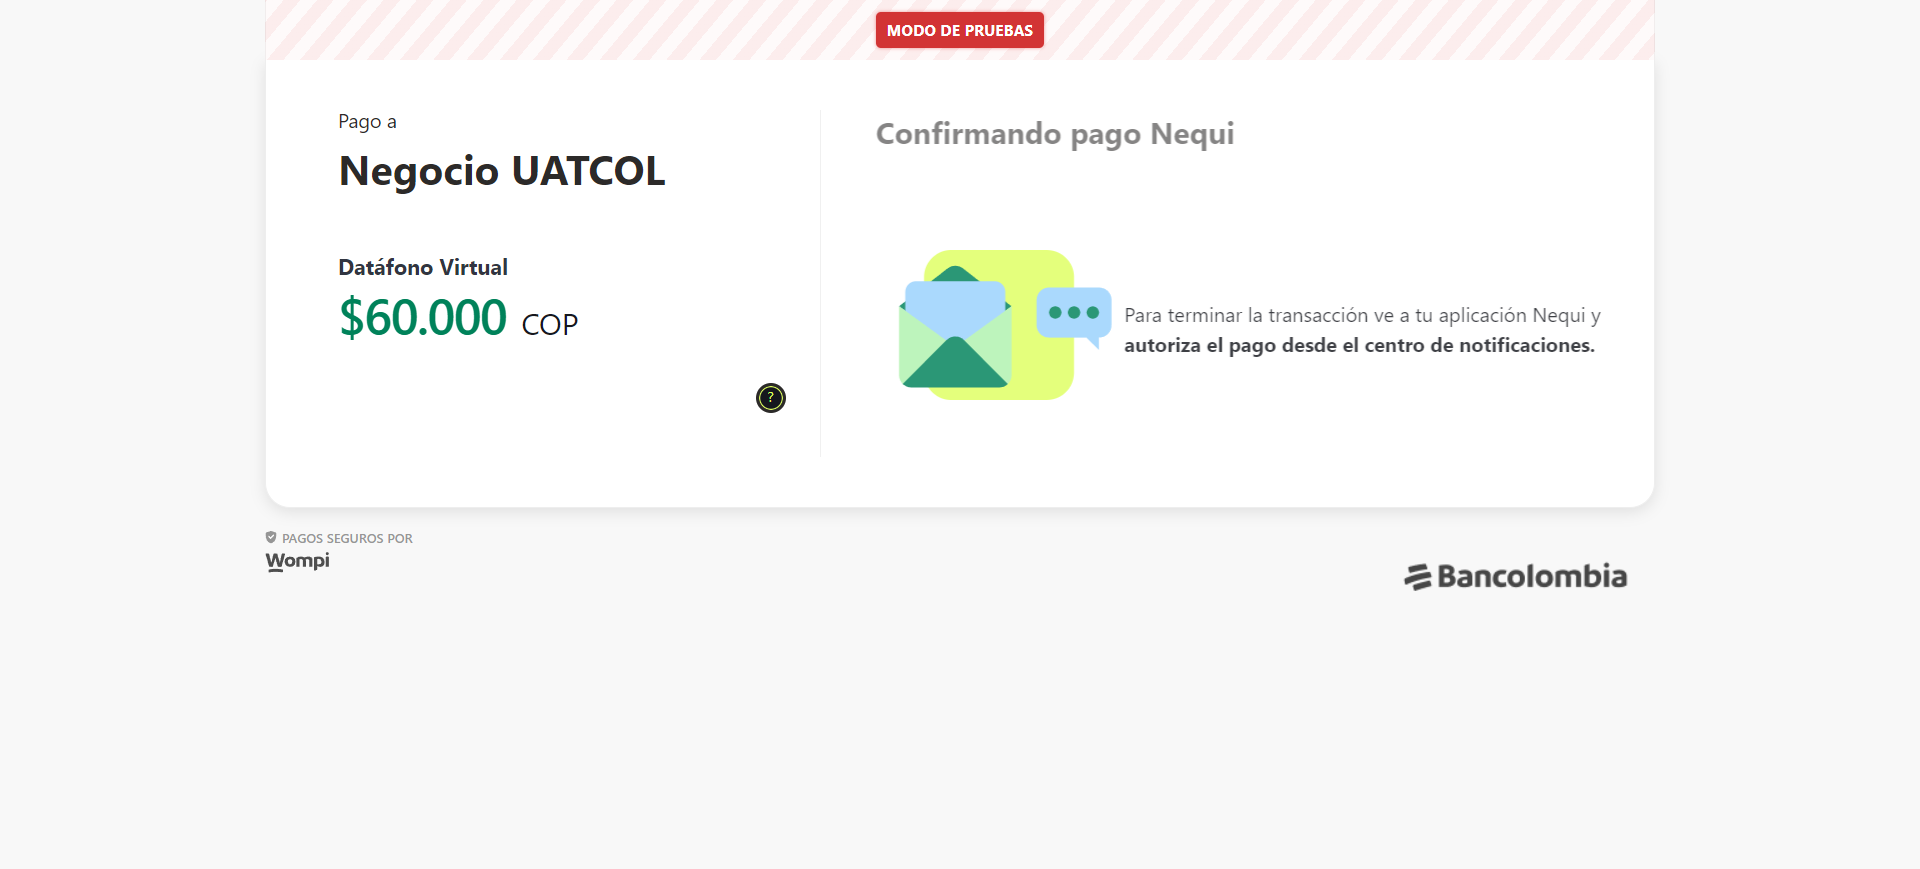 MODO DE PRUEBAS
Pago a
Negocio UATCOL
Datáfono Virtual
$60.000 COP
?
Confirmando pago Nequi
Para terminar la transacción ve a tu aplicación Nequi y
autoriza el pago desde el centro de notificaciones.
PAGOS SEGUROS POR
Wompi
Bancolombia